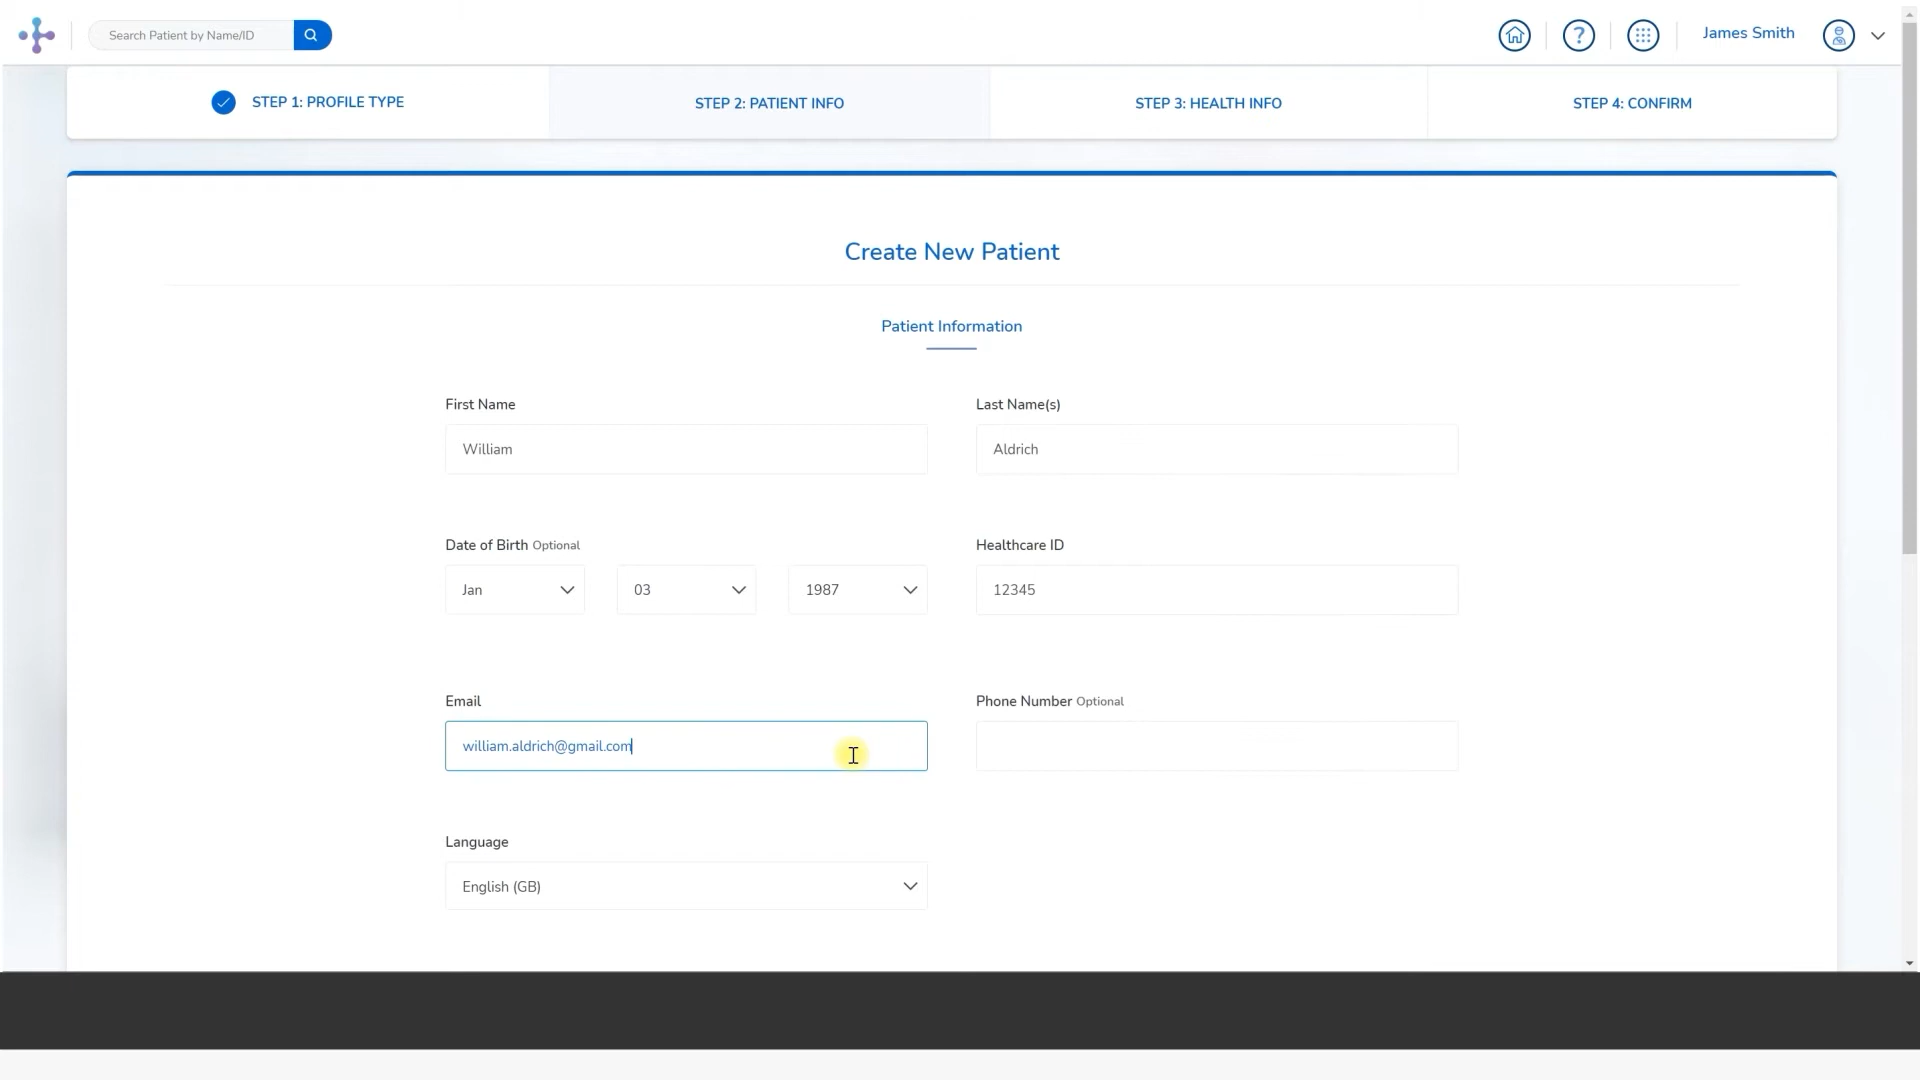 Search Patient by Name/ID
?
James Smith
STEP 1: PROFILE TYPE
STEP 2: PATIENT INFO
STEP 3: HEALTH INFO
STEP 4: CONFIRM
Create New Patient
Patient Information
First Name
Last Name(s)
William
Aldrich
Date of Birth Optional
Healthcare ID
Jan
03
1987
12345
Email
Phone Number Optional
william.aldrich@gmail.com
Language
English (GB)